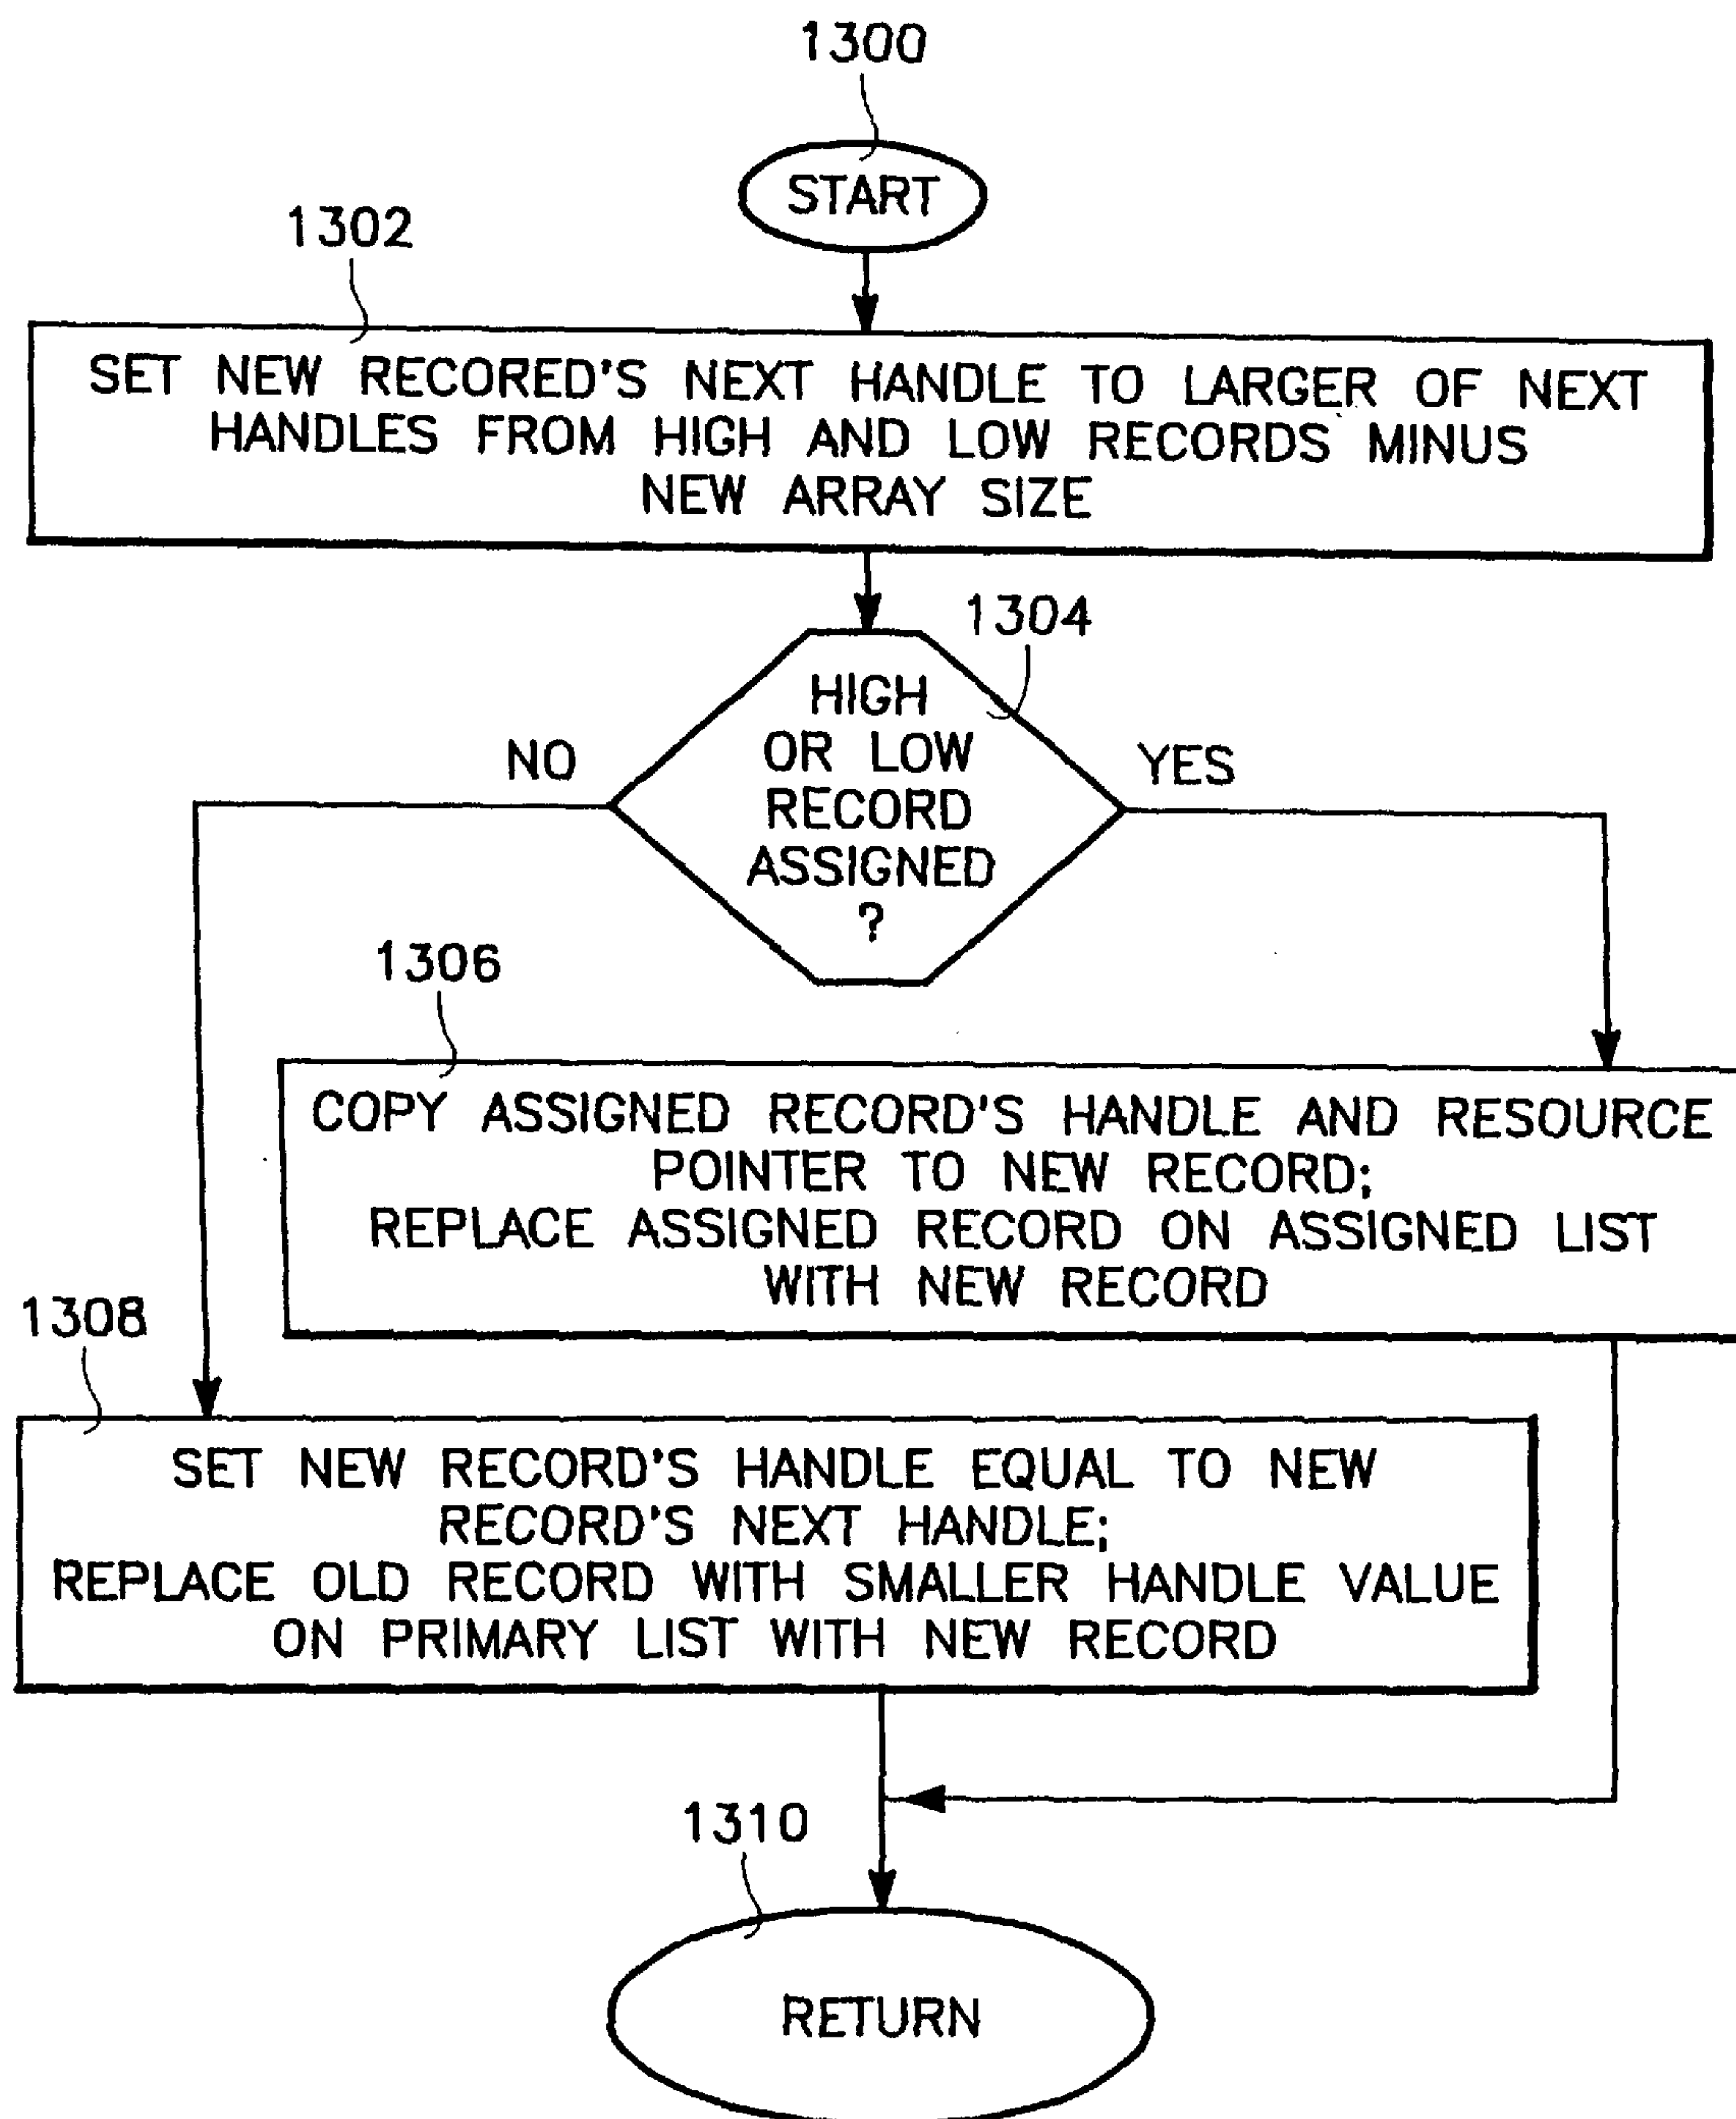 1300
START
1302
SET NEW RECORED'S NEXT HANDLE TO LARGER OF NEXT
HANDLES FROM HIGH AND LOW RECORDS MINUS
NEW ARRAY SIZE
1304
HIGH
OR LOW
RECORD
ASSIGNED
?
NO
YES
1306
COPY ASSIGNED RECORD'S HANDLE AND RESOURCE
POINTER TO NEW RECORD;
REPLACE ASSIGNED RECORD ON ASSIGNED LIST
WITH NEW RECORD
1308
SET NEW RECORD'S HANDLE EQUAL TO NEW
RECORD'S NEXT HANDLE;
REPLACE OLD RECORD WITH SMALLER HANDLE VALUE
ON PRIMARY LIST WITH NEW RECORD
1310
RETURN